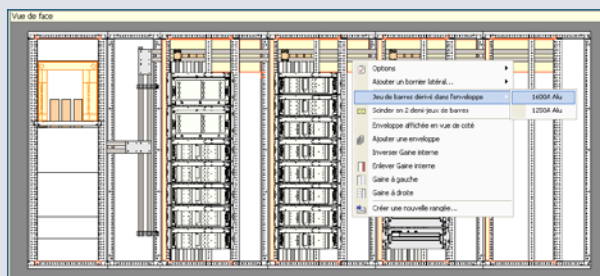 Vue de face
Options
Ajouter un bornier latéral...
Jeu de barres dérivé dans l'enveloppe
1600A Alu
Scinder en 2 demi-jeux de barres
1250A Alu
Enveloppe affichée en vue de coté
Ajouter une enveloppe
Inverser Gaine interne
Enlever Gaine interne
Gaine à gauche
Gaine à droite
Créer une nouvelle rangée...